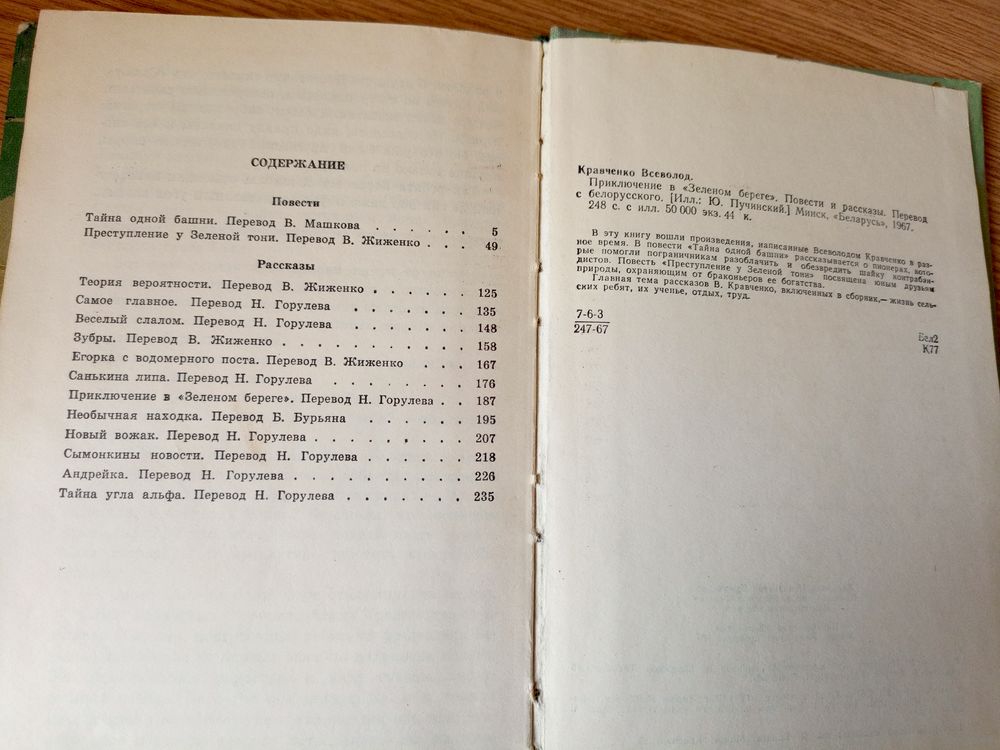 СОДЕРЖАНИЕ
Повести
Тайна одной башни. Перевод В. Машкова . . . . . . 5
Преступление у Зеленой тони. Перевод В. Жиженко . . . 49
Рассказы
Теория вероятности. Перевод В. Жиженко . . . . . . 125
Самое главное. Перевод Н. Горулева . . . . . . . 135
Веселый слалом. Перевод Н. Горулева . . . . . . . 148
Зубры. Перевод В. Жиженко . . . . . . . . . . 158
Егорка с водомерного поста. Перевод В. Жиженко . . . 167
Санькина липа. Перевод Н. Горулева . . . . . . . . 176
Приключение в «Зеленом береге». Перевод Н. Горулева . . 187
Необычная находка. Перевод Б. Бурьяна . . . . . . 195
Новый вожак. Перевод Н. Горулева . . . . . . . . 207
Сымонкины новости. Перевод Н. Горулева . . . . . . 218
Андрейка. Перевод Н. Горулева . . . . . . . . . . 226
Тайна угла альфа. Перевод Н. Горулева . . . . . . . 235
Кравченко Всеволод.
Приключение в «Зеленом береге». Повести и рассказы. Перевод
с белорусского. [Илл.: Ю. Пучинский.] Минск, «Беларусь», 1967.
248 с. с илл. 50 000 экз. 44 к.
В эту книгу вошли произведения, написанные Всеволодом Кравченко в раз-
ное время. В повести «Тайна одной башни» рассказывается о пионерах, кото-
рые помогли пограничникам разоблачить и обезвредить шайку контрабан-
дистов. Повесть «Преступление у Зеленой тони» посвящена юным друзьям
природы, охраняющим от браконьеров ее богатства.
Главная тема рассказов В. Кравченко, включенных в сборник,— жизнь сель-
ских ребят, их ученье, отдых, труд.
7-6-3
247-67
Бел2
К77